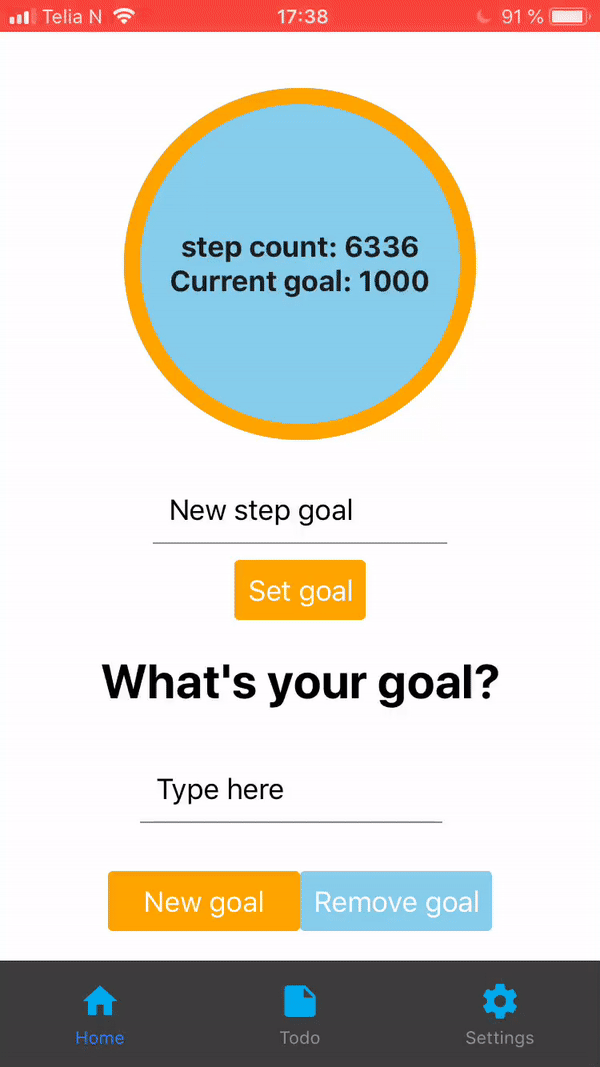 Telia N 17:38 91 %
step count: 6336
Current goal: 1000
New step goal
Set goal
What's your goal?
Type here
New goal Remove goal
Home Todo Settings